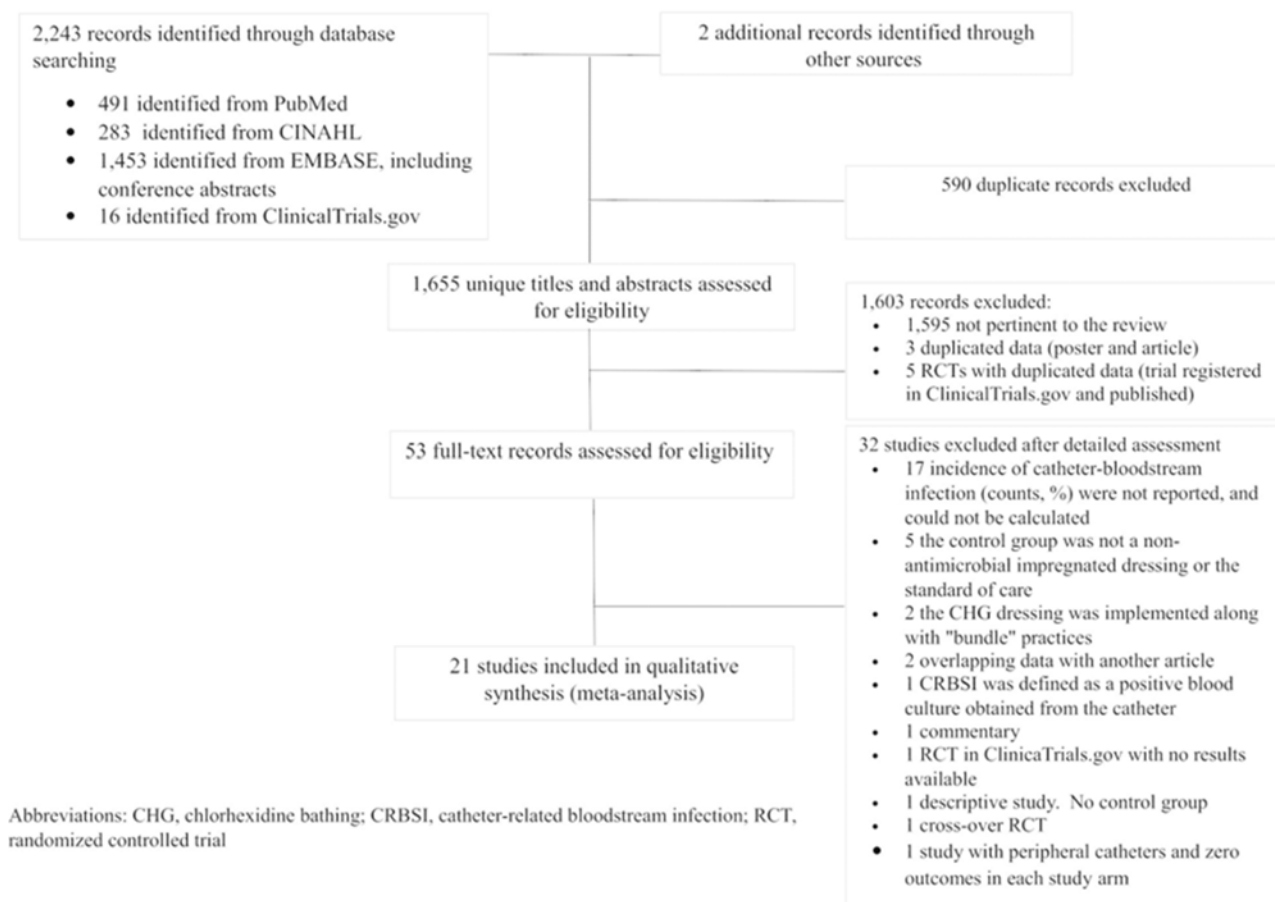 2,243 records identified through database
searching
• 491 identified from PubMed
• 283 identified from CINAHL
• 1,453 identified from EMBASE, including
conference abstracts
• 16 identified from ClinicalTrials.gov
2 additional records identified through
other sources
590 duplicate records excluded
1,655 unique titles and abstracts assessed
for eligibility
1,603 records excluded:
• 1,595 not pertinent to the review
• 3 duplicated data (poster and article)
• 5 RCTs with duplicated data (trial registered
in ClinicalTrials.gov and published)
53 full-text records assessed for eligibility
32 studies excluded after detailed assessment
• 17 incidence of catheter-bloodstream
infection (counts, %) were not reported, and
could not be calculated
• 5 the control group was not a non-
antimicrobial impregnated dressing or the
standard of care
• 2 the CHG dressing was implemented along
with "bundle" practices
• 2 overlapping data with another article
• 1 CRBSI was defined as a positive blood
culture obtained from the catheter
• 1 commentary
• 1 RCT in ClinicaTrials.gov with no results
available
• 1 descriptive study. No control group
• 1 cross-over RCT
• 1 study with peripheral catheters and zero
outcomes in each study arm
21 studies included in qualitative
synthesis (meta-analysis)
Abbreviations: CHG, chlorhexidine bathing; CRBSI, catheter-related bloodstream infection; RCT,
randomized controlled trial